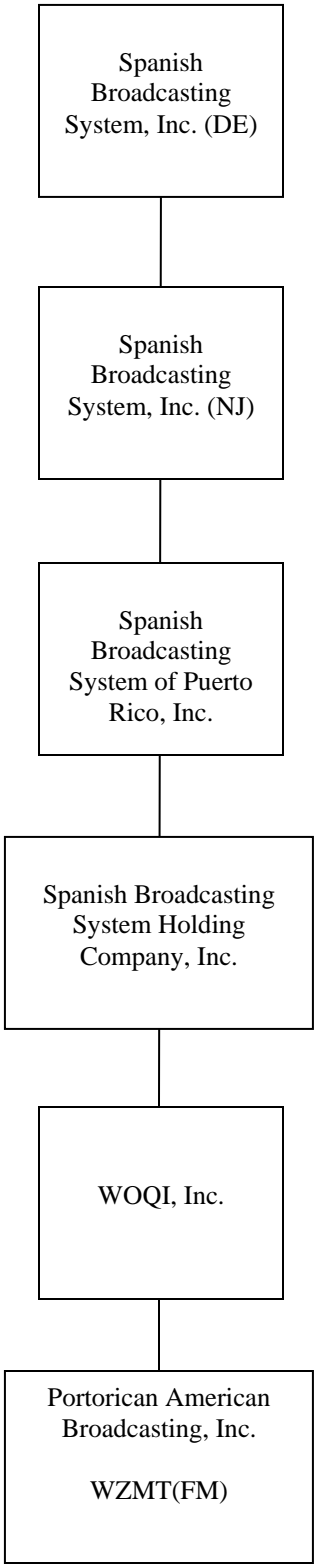 Spanish
Broadcasting
System, Inc. (DE)
Spanish
Broadcasting
System, Inc. (NJ)
Spanish
Broadcasting
System of Puerto
Rico, Inc.
Spanish Broadcasting
System Holding
Company, Inc.
WOQI, Inc.
Portorican American
Broadcasting, Inc.
WZMT(FM)